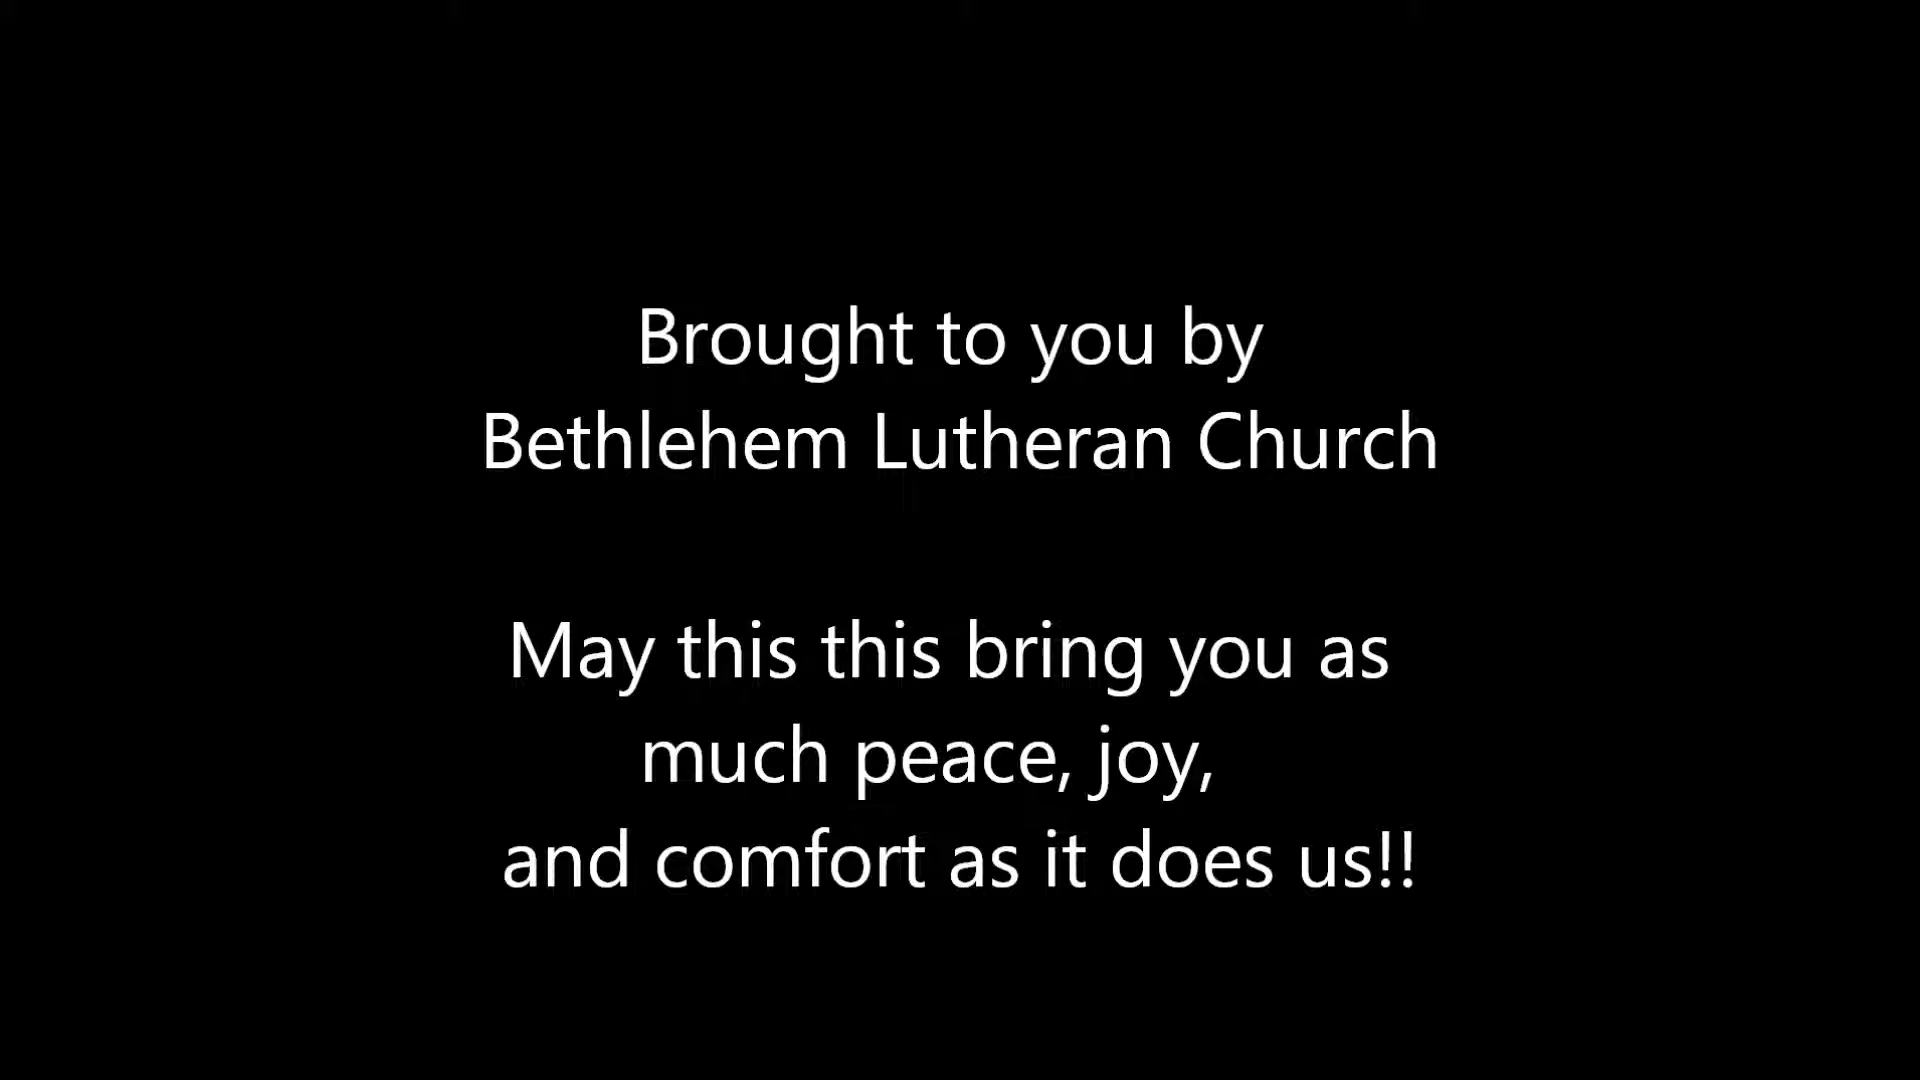 Brought to you by
Bethlehem Lutheran Church
May this this bring you as
much peace, joy,
and comfort as it does us!!